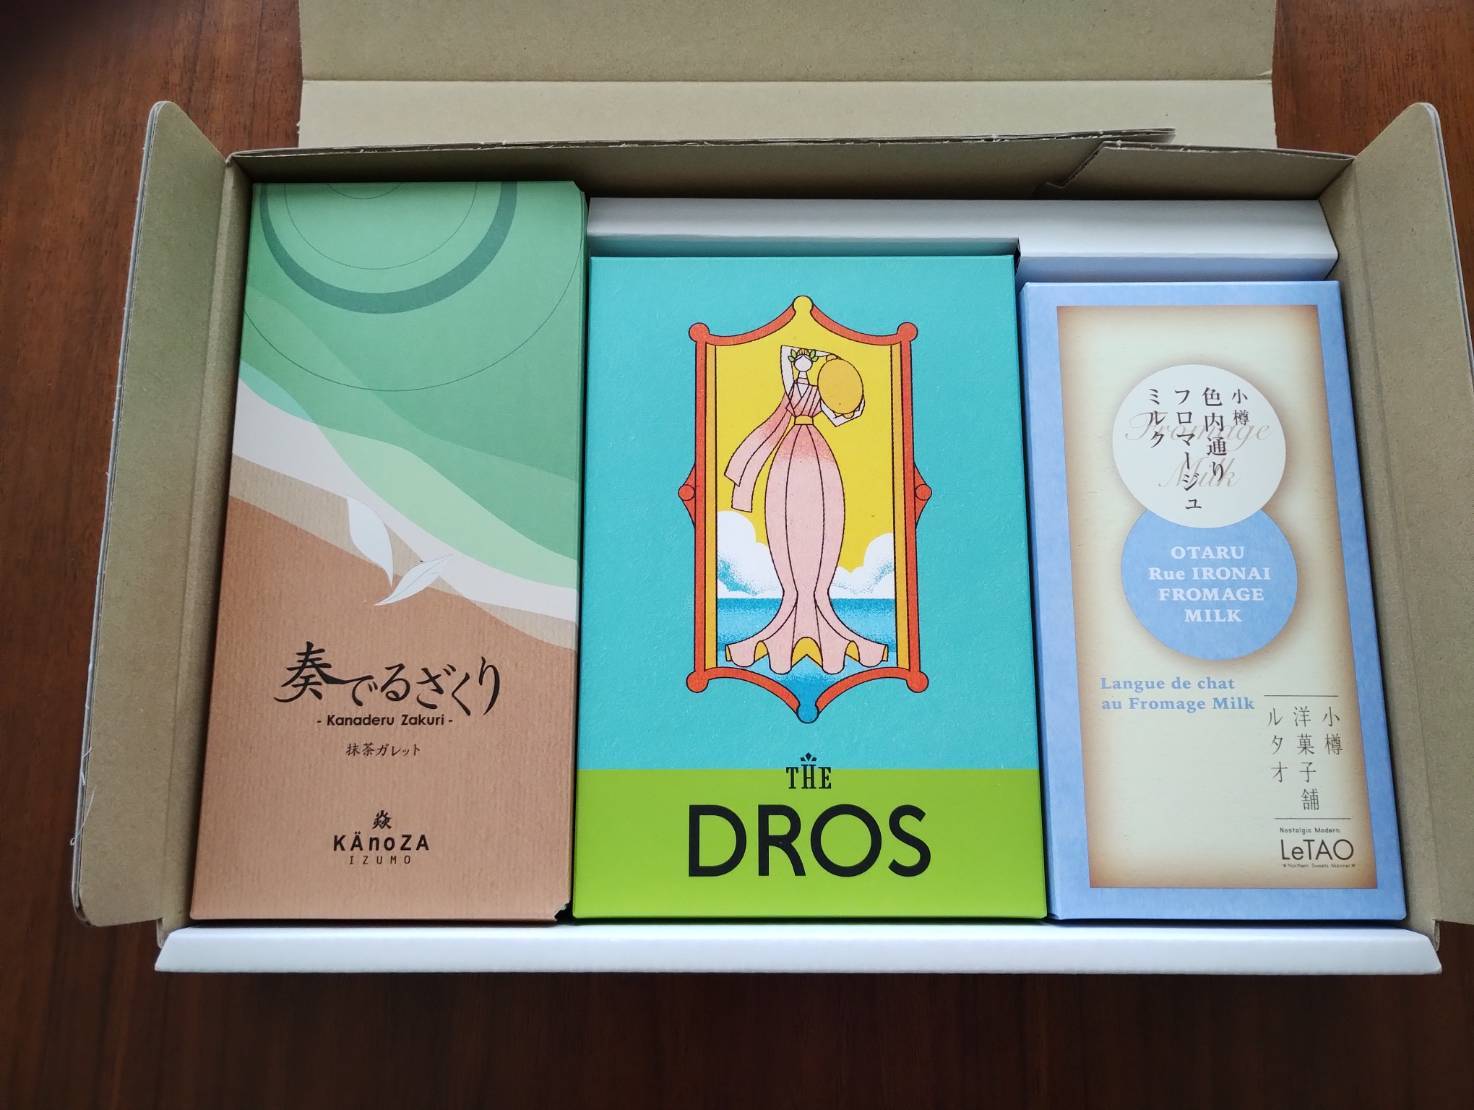 奏でるざくり
- Kanaderu Zakuri -
抹茶ガレット
焱
KÄnoZA
IZUMO
THE
DROS
小樽
色内通り
フロマージュ
ミルク
Fromage
Milk
OTARU
Rue IRONAI
FROMAGE
MILK
Langue de chat
au Fromage Milk
小樽
洋菓子舗
ルタオ
Nostalgic Modern
LeTAO